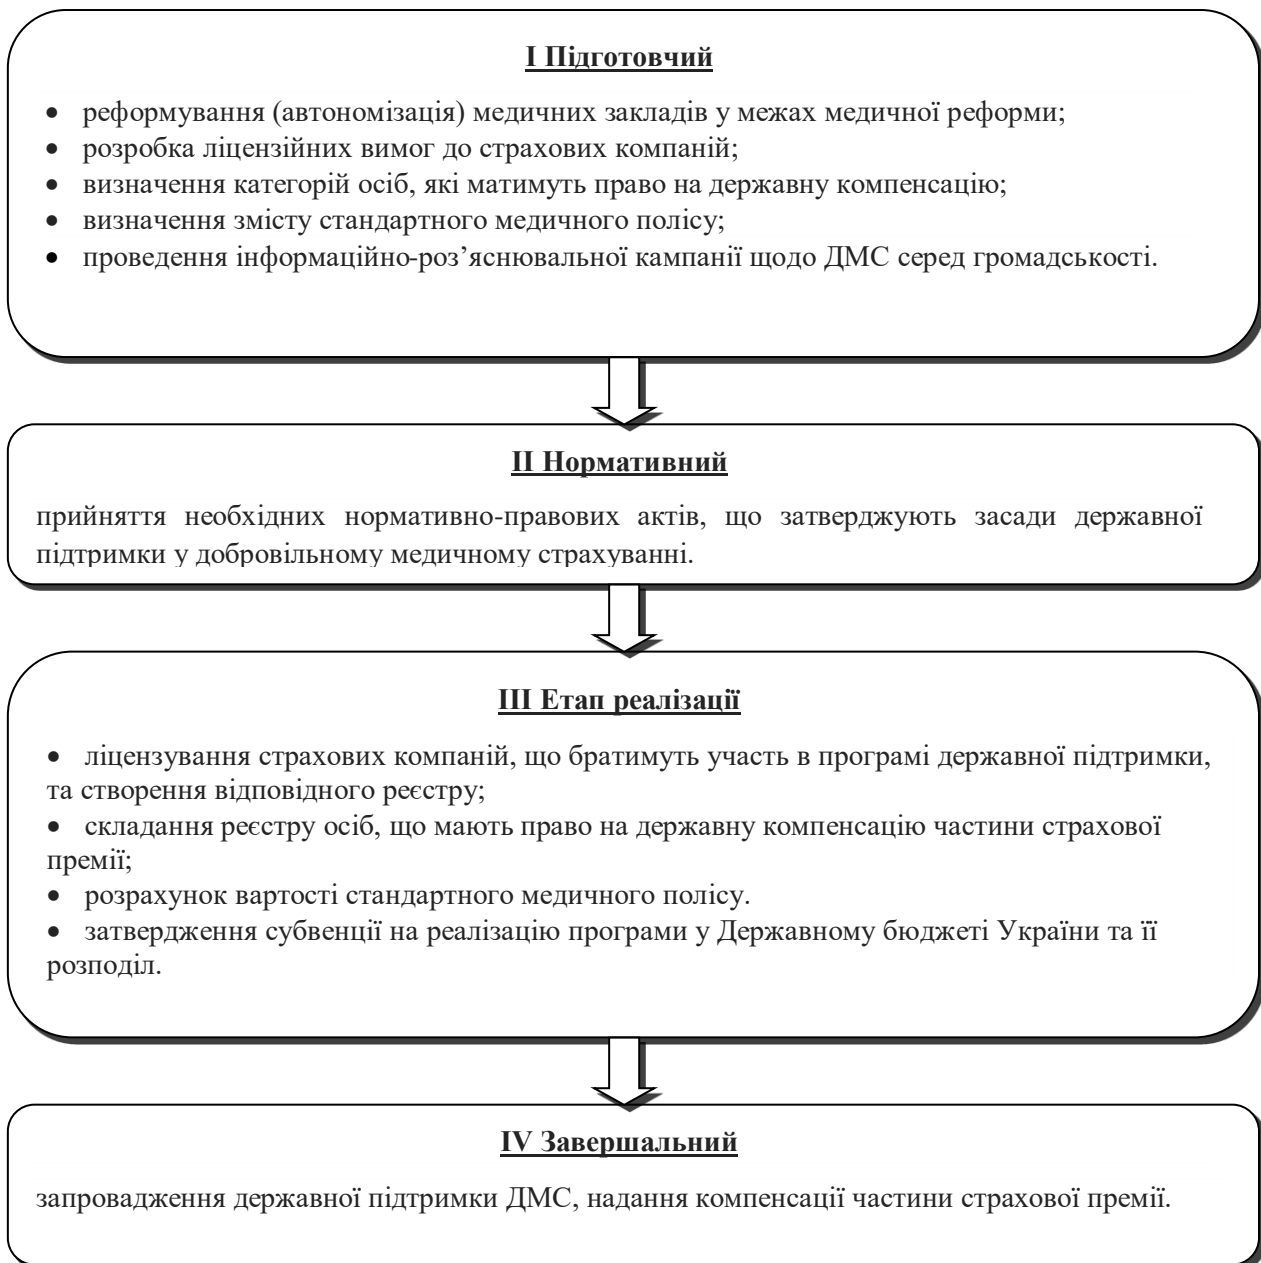 І Підготовчий
• реформування (автономізація) медичних закладів у межах медичної реформи;
• розробка ліцензійних вимог до страхових компаній;
• визначення категорій осіб, які матимуть право на державну компенсацію;
• визначення змісту стандартного медичного полісу;
• проведення інформаційно-роз’яснювальної кампанії щодо ДМС серед громадськості.
ІІ Нормативний
прийняття необхідних нормативно-правових актів, що затверджують засади державної
підтримки у добровільному медичному страхуванні.
ІІІ Етап реалізації
• ліцензування страхових компаній, що братимуть участь в програмі державної підтримки,
та створення відповідного реєстру;
• складання реєстру осіб, що мають право на державну компенсацію частини страхової
премії;
• розрахунок вартості стандартного медичного полісу.
• затвердження субвенції на реалізацію програми у Державному бюджеті України та її
розподіл.
IV Завершальний
запровадження державної підтримки ДМС, надання компенсації частини страхової премії.